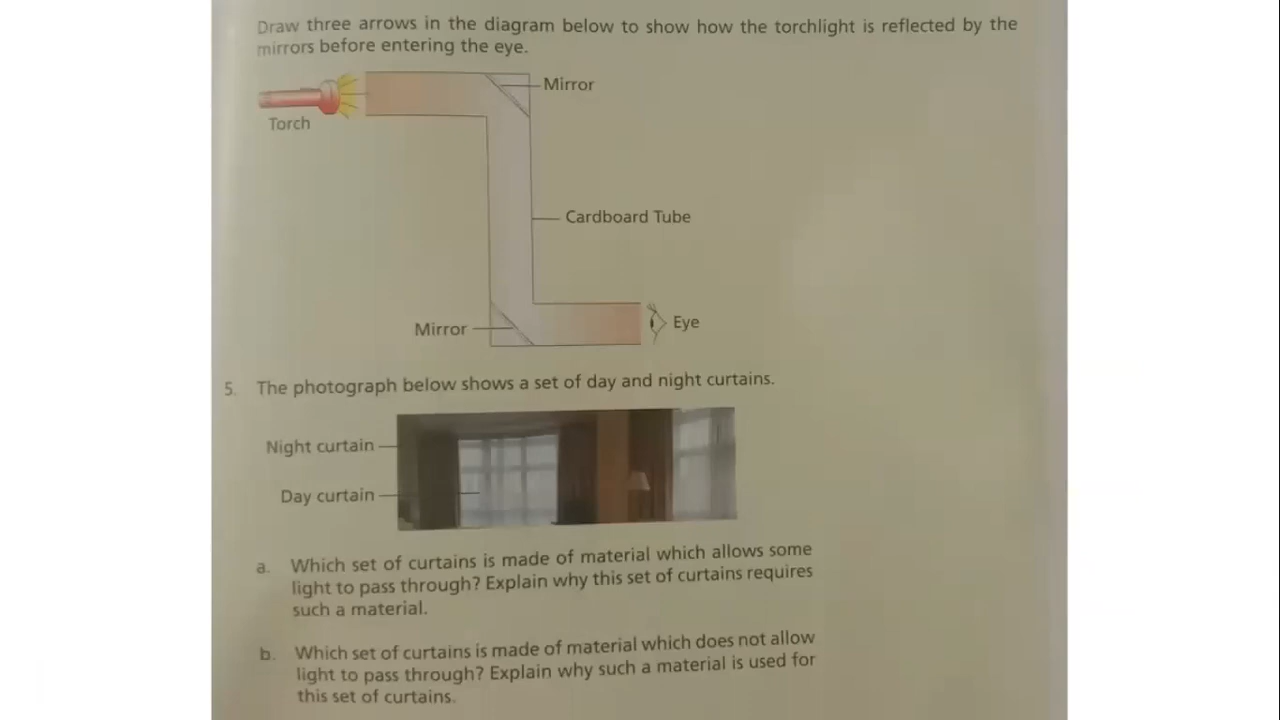 Draw three arrows in the diagram below to show how the torchlight is reflected by the
mirrors before entering the eye.
Mirror
Torch
Cardboard Tube
Mirror
Eye
5. The photograph below shows a set of day and night curtains.
Night curtain
Day curtain
a. Which set of curtains is made of material which allows some
light to pass through? Explain why this set of curtains requires
such a material.
b. Which set of curtains is made of material which does not allow
light to pass through? Explain why such a material is used for
this set of curtains.